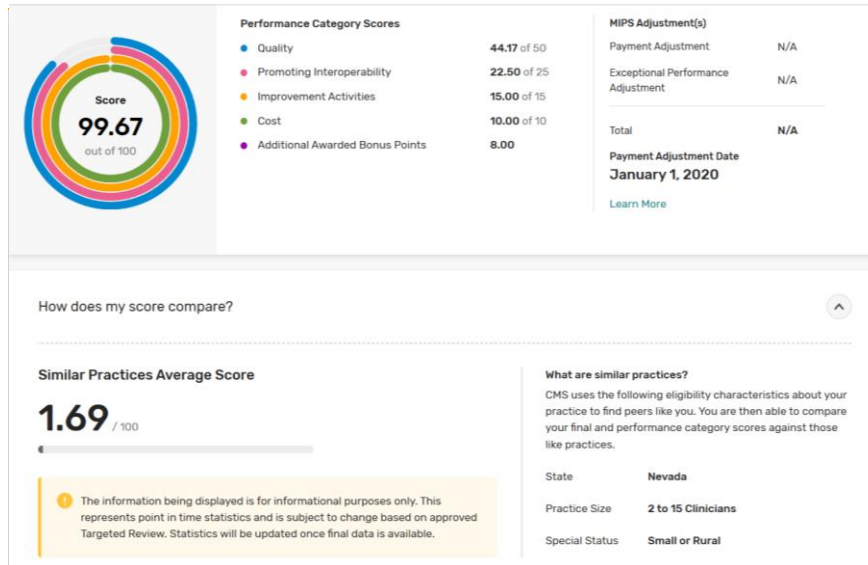 Score
99.67
out of 100
Performance Category Scores
Quality 44.17 of 50
Promoting Interoperability 22.50 of 25
Improvement Activities 15.00 of 15
Cost 10.00 of 10
Additional Awarded Bonus Points 8.00
MIPS Adjustment(s)
Payment Adjustment N/A
Exceptional Performance
Adjustment N/A
Total N/A
Payment Adjustment Date
January 1, 2020
Learn More
How does my score compare?
Similar Practices Average Score
1.69 / 100
The information being displayed is for informational purposes only. This
represents point in time statistics and is subject to change based on approved
Targeted Review. Statistics will be updated once final data is available.
What are similar practices?
CMS uses the following eligibility characteristics about your
practice to find peers like you. You are then able to compare
your final and performance category scores against those
like practices.
State Nevada
Practice Size 2 to 15 Clinicians
Special Status Small or Rural